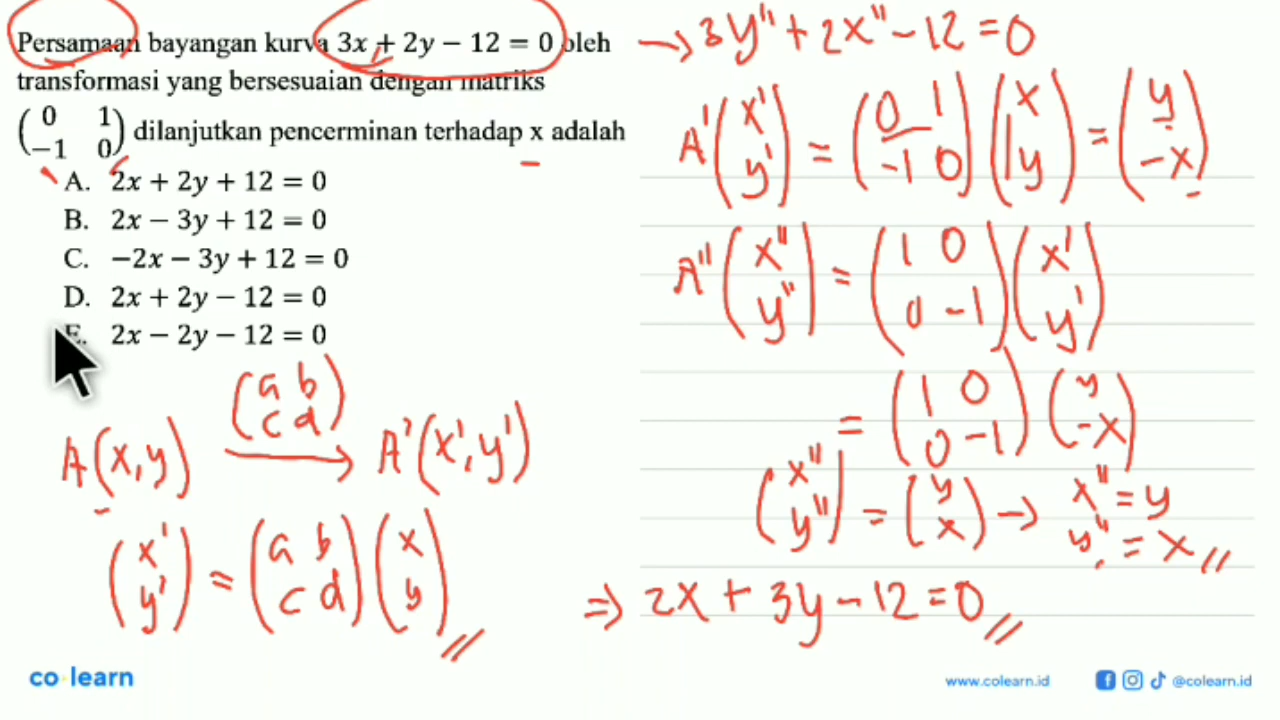 Persamaan bayangan kurva 3x + 2y − 12 = 0 oleh
transformasi yang bersesuaian dengan matriks
(0 1
−1 0) dilanjutkan pencerminan terhadap x adalah
A. 2x + 2y + 12 = 0
B. 2x − 3y + 12 = 0
C. −2x − 3y + 12 = 0
D. 2x + 2y − 12 = 0
E. 2x − 2y − 12 = 0
A(x,y) (a b
c d) → A'(x',y')
(x'
y') = (a b
c d)(x
y) //
→ 3y'' + 2x'' − 12 = 0
A'(x'
y') = (0 1
−1 0)(x
y) = (y
−x)
A''(x''
y'') = (1 0
0 −1)(x'
y')
= (1 0
0 −1)(y
−x)
(x''
y'') = (y
x) → x'' = y
y'' = x //
⇒ 2x + 3y − 12 = 0 //
co·learn
www.colearn.id
@colearn.id